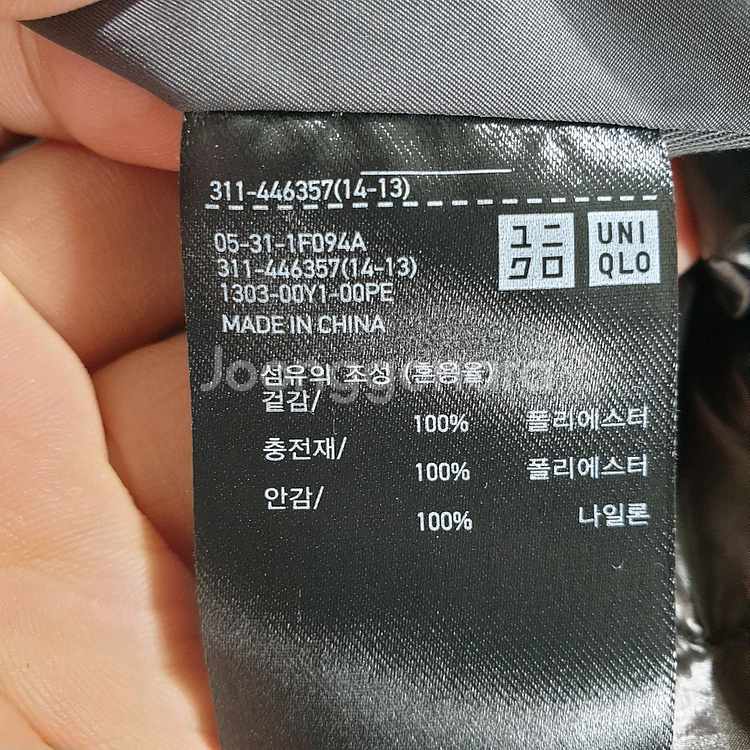 311-446357(14-13)
05-31-1F094A
311-446357(14-13)
1303-00Y1-00PE
MADE IN CHINA
ユニ
クロ
UNI
QLO
섬유의 조성 (혼용율)
겉감/
100% 폴리에스터
충전재/
100% 폴리에스터
안감/
100% 나일론